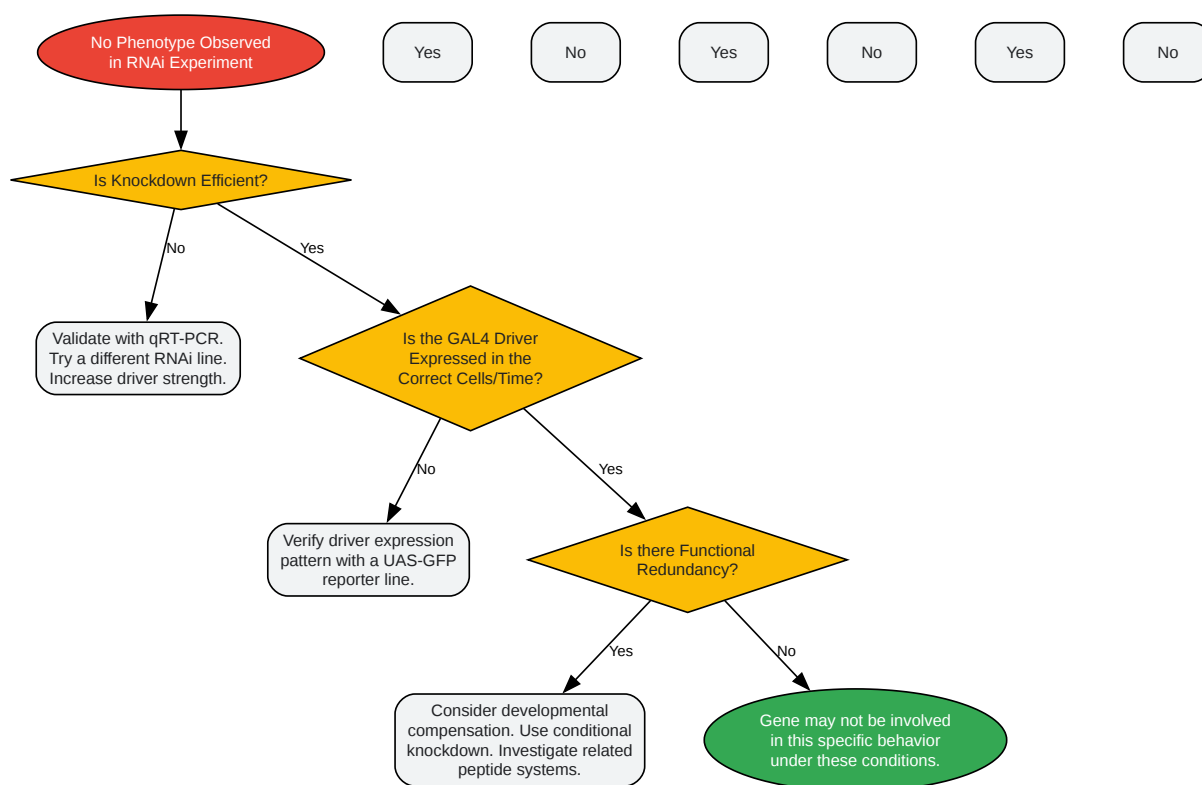 No Phenotype Observed
in RNAi Experiment
Yes
No
Yes
No
Yes
No
Is Knockdown Efficient?
No
Yes
Validate with qRT-PCR.
Try a different RNAi line.
Increase driver strength.
Is the GAL4 Driver
Expressed in the
Correct Cells/Time?
No
Yes
Verify driver expression
pattern with a UAS-GFP
reporter line.
Is there Functional
Redundancy?
Yes
No
Consider developmental
compensation. Use conditional
knockdown. Investigate related
peptide systems.
Gene may not be involved
in this specific behavior
under these conditions.